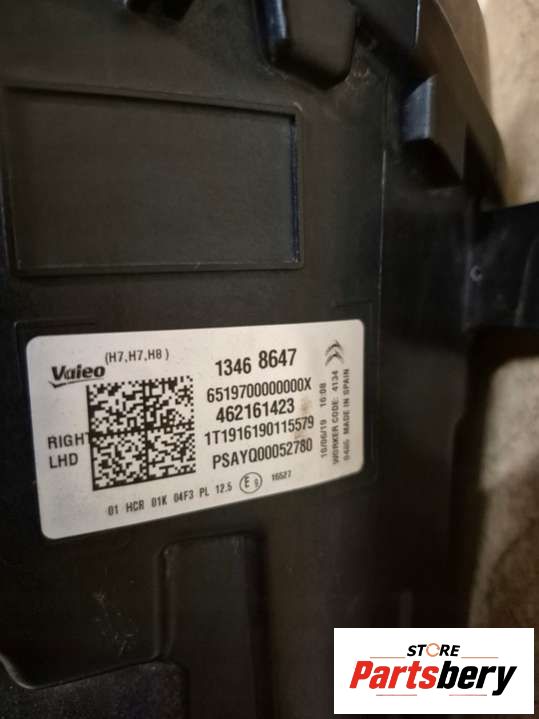 Valeo
(H7,H7,H8)
1346 8647
6519700000000X
462161423
1T1916190115579
PSAYQ00052780
RIGHT
LHD
01 HCR 01K 04F3 PL 12.5 E9 16527
10/06/19 16:08
WORKER CODE: 4134
0486 MADE IN SPAIN
STORE
Partsbery